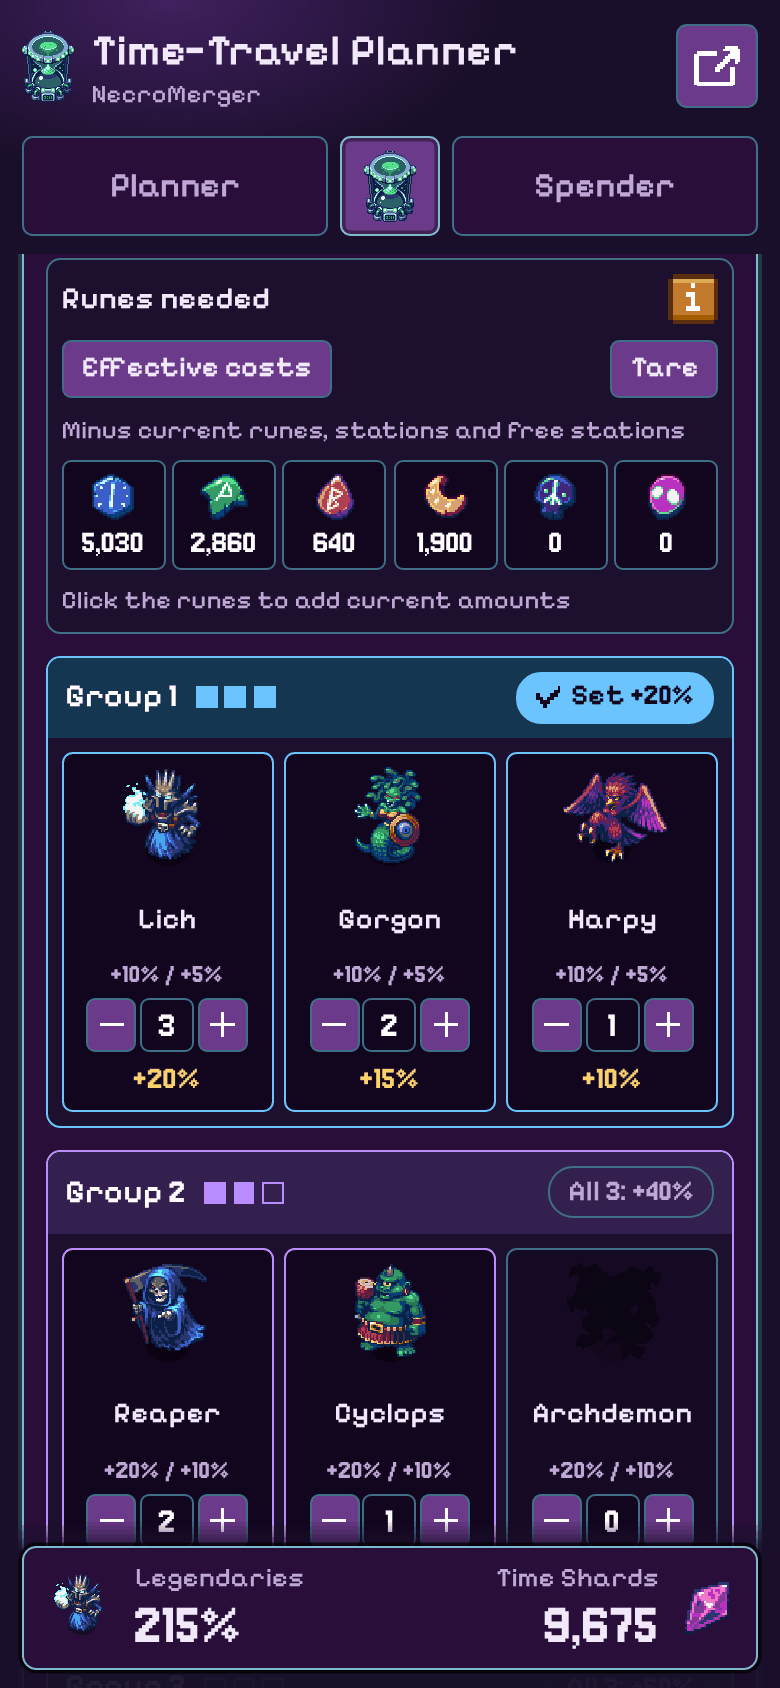 Time-Travel Planner
NecroMerger
Planner
Spender
Runes needed
i
Effective costs
Tare
Minus current runes, stations and free stations
5,030 2,860 640 1,900 0 0
Click the runes to add current amounts
Group 1
Set +20%
Lich Gorgon Harpy
+10% / +5% +10% / +5% +10% / +5%
— 3 + — 2 + — 1 +
+20% +15% +10%
Group 2
All 3: +40%
Reaper Cyclops Archdemon
+20% / +10% +20% / +10% +20% / +10%
— 2 + — 1 + — 0 +
Legendaries
215%
Time Shards
9,675